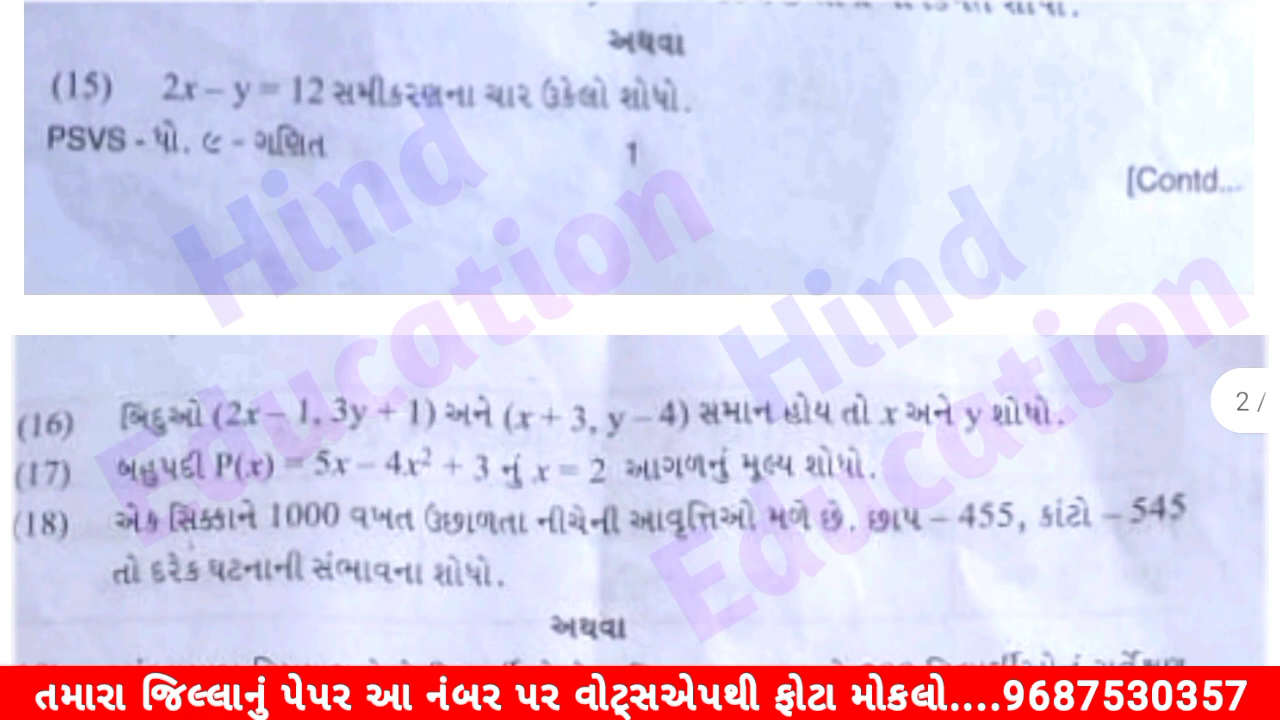 અથવા
(15) 2x – y = 12 સમીકરણના ચાર ઉકેલો શોધો.
PSVS - ધો. ૯ - ગણિત
1
[Contd...
(16) બિંદુઓ (2x – 1, 3y + 1) અને (x + 3, y – 4) સમાન હોય તો x અને y શોધો.
2 /
(17) બહુપદી P(x) = 5x – 4x² + 3 નું x = 2 આગળનું મૂલ્ય શોધો.
(18) એક સિક્કાને 1000 વખત ઉછાળતા નીચેની આવૃત્તિઓ મળે છે. છાપ – 455, કાંટો – 545
તો દરેક ઘટનાની સંભાવના શોધો.
અથવા
Hind
Education
Hind
Education
તમારા જિલ્લાનું પેપર આ નંબર પર વોટ્સએપથી ફોટા મોકલો....9687530357